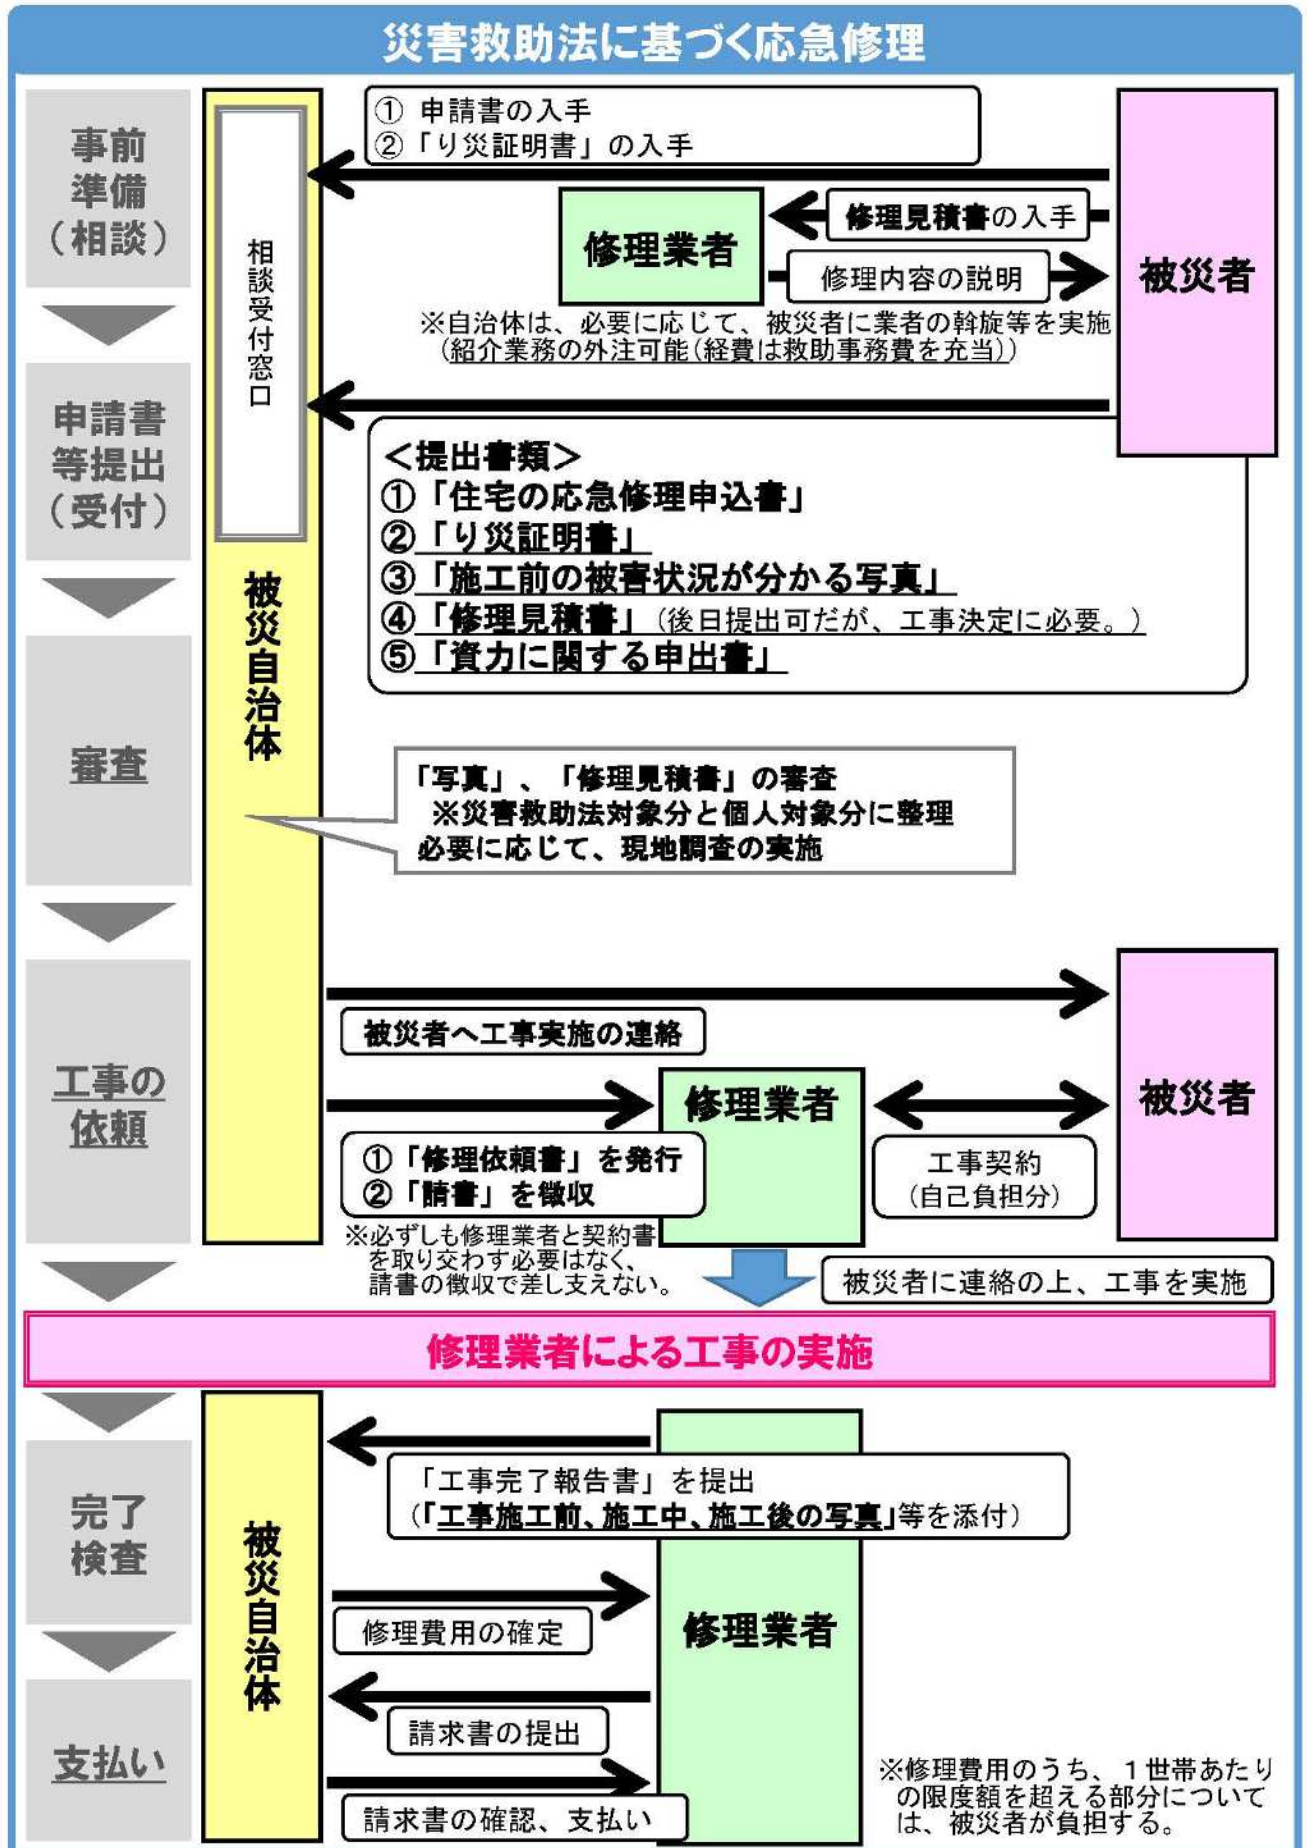 災害救助法に基づく応急修理
事前
準備
（相談）
① 申請書の入手
②「り災証明書」の入手
相談受付窓口
修理業者
修理見積書の入手
修理内容の説明
被災者
※自治体は、必要に応じて、被災者に業者の斡旋等を実施
（紹介業務の外注可能（経費は救助事務費を充当））
申請書
等提出
（受付）
＜提出書類＞
①「住宅の応急修理申込書」
②「り災証明書」
③「施工前の被害状況が分かる写真」
④「修理見積書」（後日提出可だが、工事決定に必要。）
⑤「資力に関する申出書」
被災自治体
審査
「写真」、「修理見積書」の審査
※災害救助法対象分と個人対象分に整理
必要に応じて、現地調査の実施
工事の
依頼
被災者へ工事実施の連絡
修理業者
被災者
①「修理依頼書」を発行
②「請書」を徴収
工事契約
（自己負担分）
※必ずしも修理業者と契約書
を取り交わす必要はなく、
請書の徴収で差し支えない。
被災者に連絡の上、工事を実施
修理業者による工事の実施
完了
検査
被災自治体
「工事完了報告書」を提出
（「工事施工前、施工中、施工後の写真」等を添付）
修理費用の確定
修理業者
請求書の提出
支払い
請求書の確認、支払い
※修理費用のうち、１世帯あたり
の限度額を超える部分について
は、被災者が負担する。